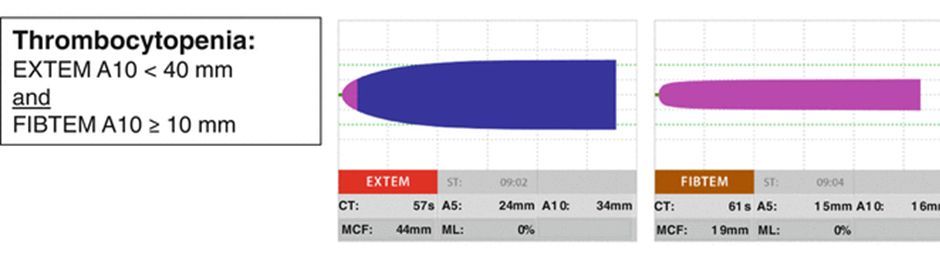 Thrombocytopenia:
EXTEM A10 < 40 mm
and
FIBTEM A10 ≥ 10 mm
EXTEM ST: 09:02
CT: 57s A5: 24mm A10: 34mm
MCF: 44mm ML: 0%
FIBTEM ST: 09:04
CT: 61s A5: 15mm A10: 16m
MCF: 19mm ML: 0%